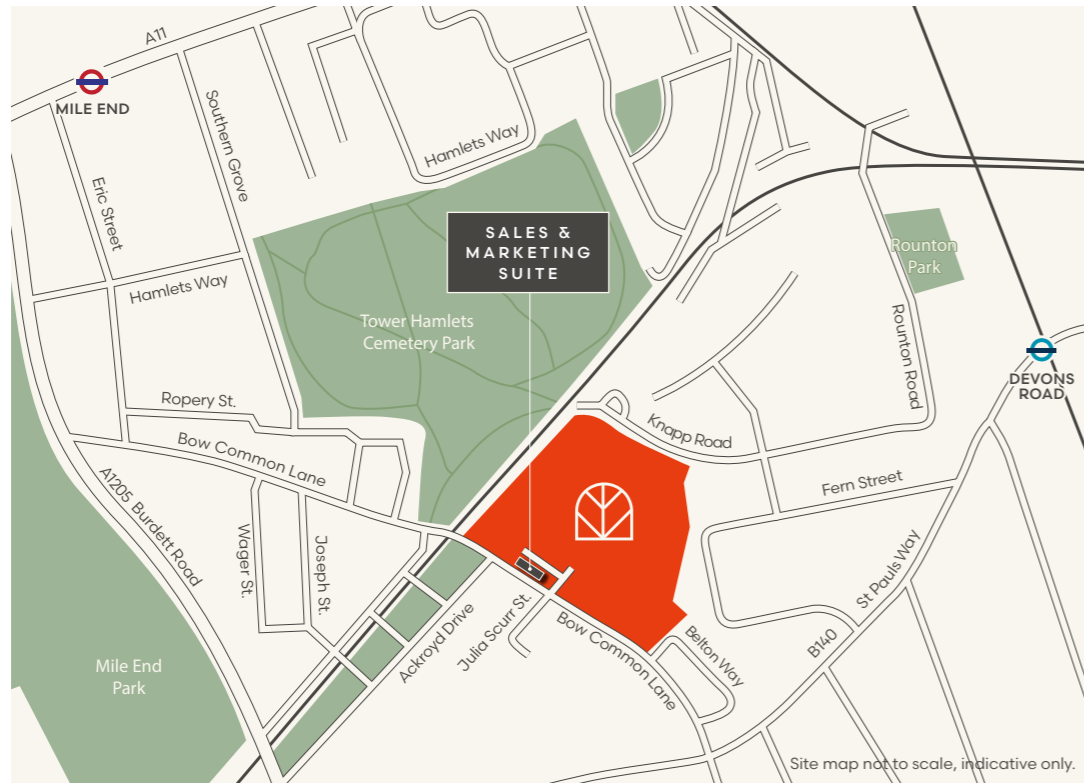 A11
MILE END
Southern Grove
Hamlets Way
Eric Street
SALES &
MARKETING
SUITE
Rounton
Park
Hamlets Way
Tower Hamlets
Cemetery Park
Rounton Road
DEVONS
ROAD
Ropery St.
Knapp Road
Bow Common Lane
Fern Street
A1205 Burdett Road
Wager St.
Joseph St.
St Pauls Way
Ackroyd Drive
Julia Scurr St.
Bow Common Lane
Belton Way
B140
Mile End
Park
Site map not to scale, indicative only.